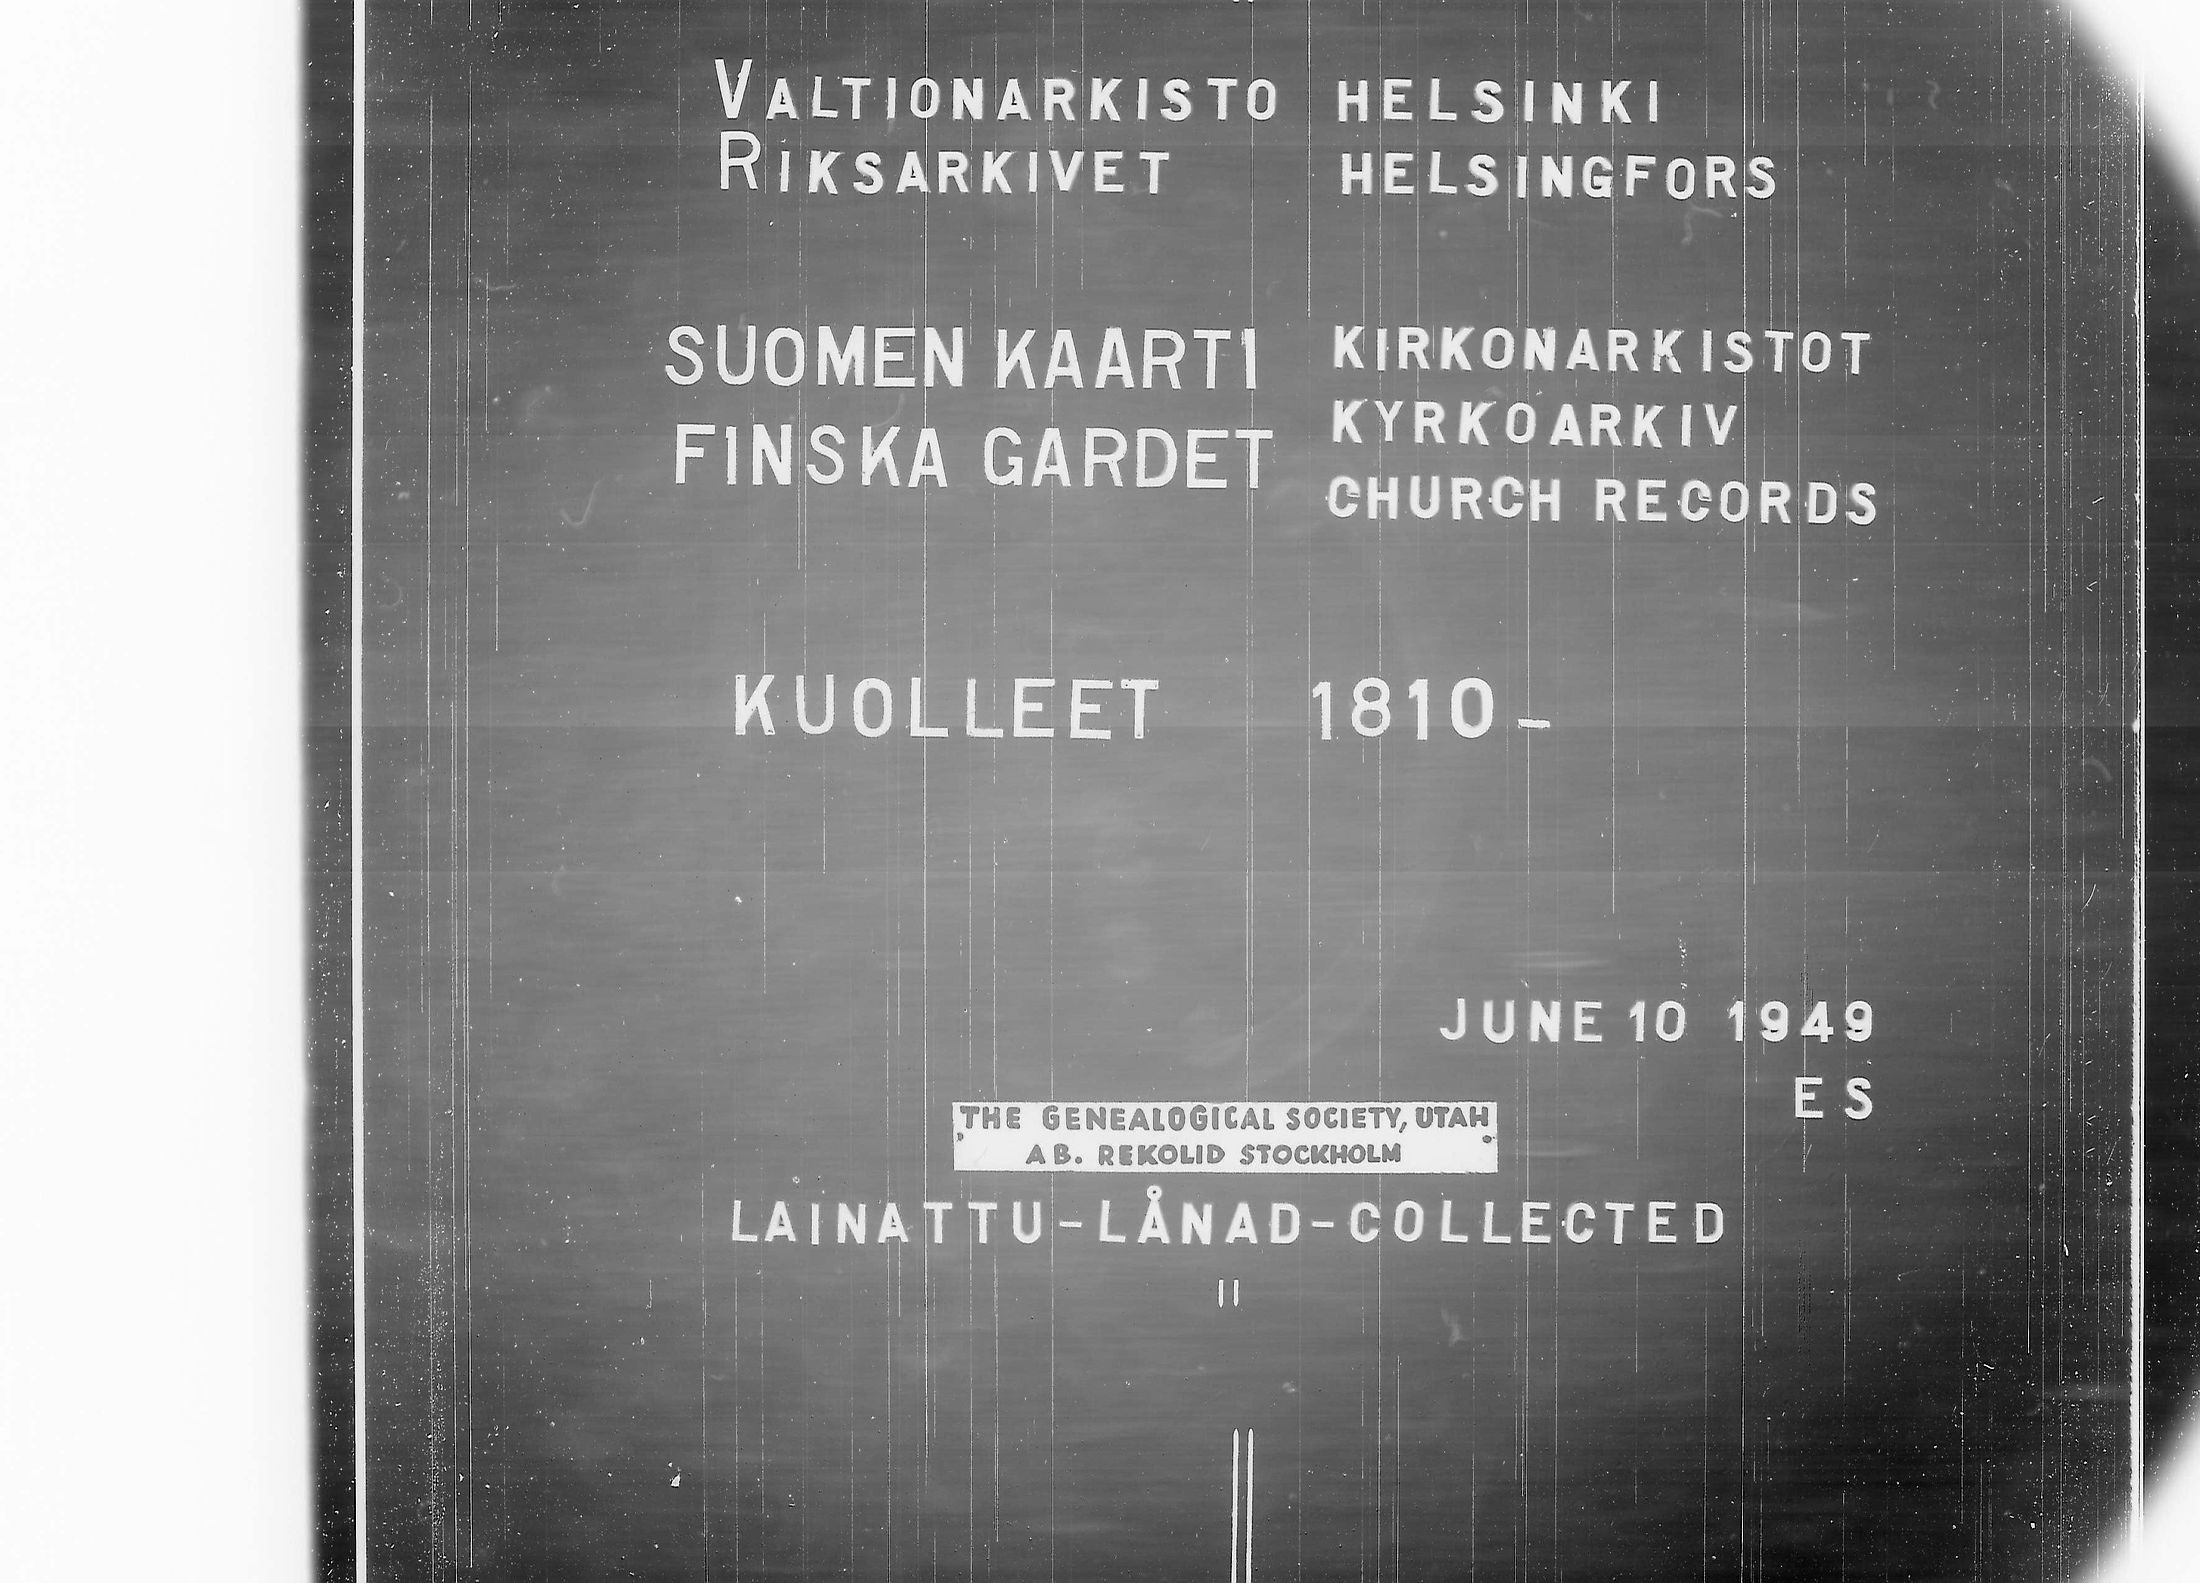 VALTIONARKISTO HELSINKI
RIKSARKIVET HELSINGFORS
SUOMEN KAARTI
FINSKA GARDET
KIRKONARKISTOT
KYRKOARKIV
CHURCH RECORDS
KUOLLEET 1810-
JUNE 10 1949
ES
THE GENEALOGICAL SOCIETY, UTAH
AB. REKOLID STOCKHOLM
LAINATTU-LÅNAD-COLLECTED
"